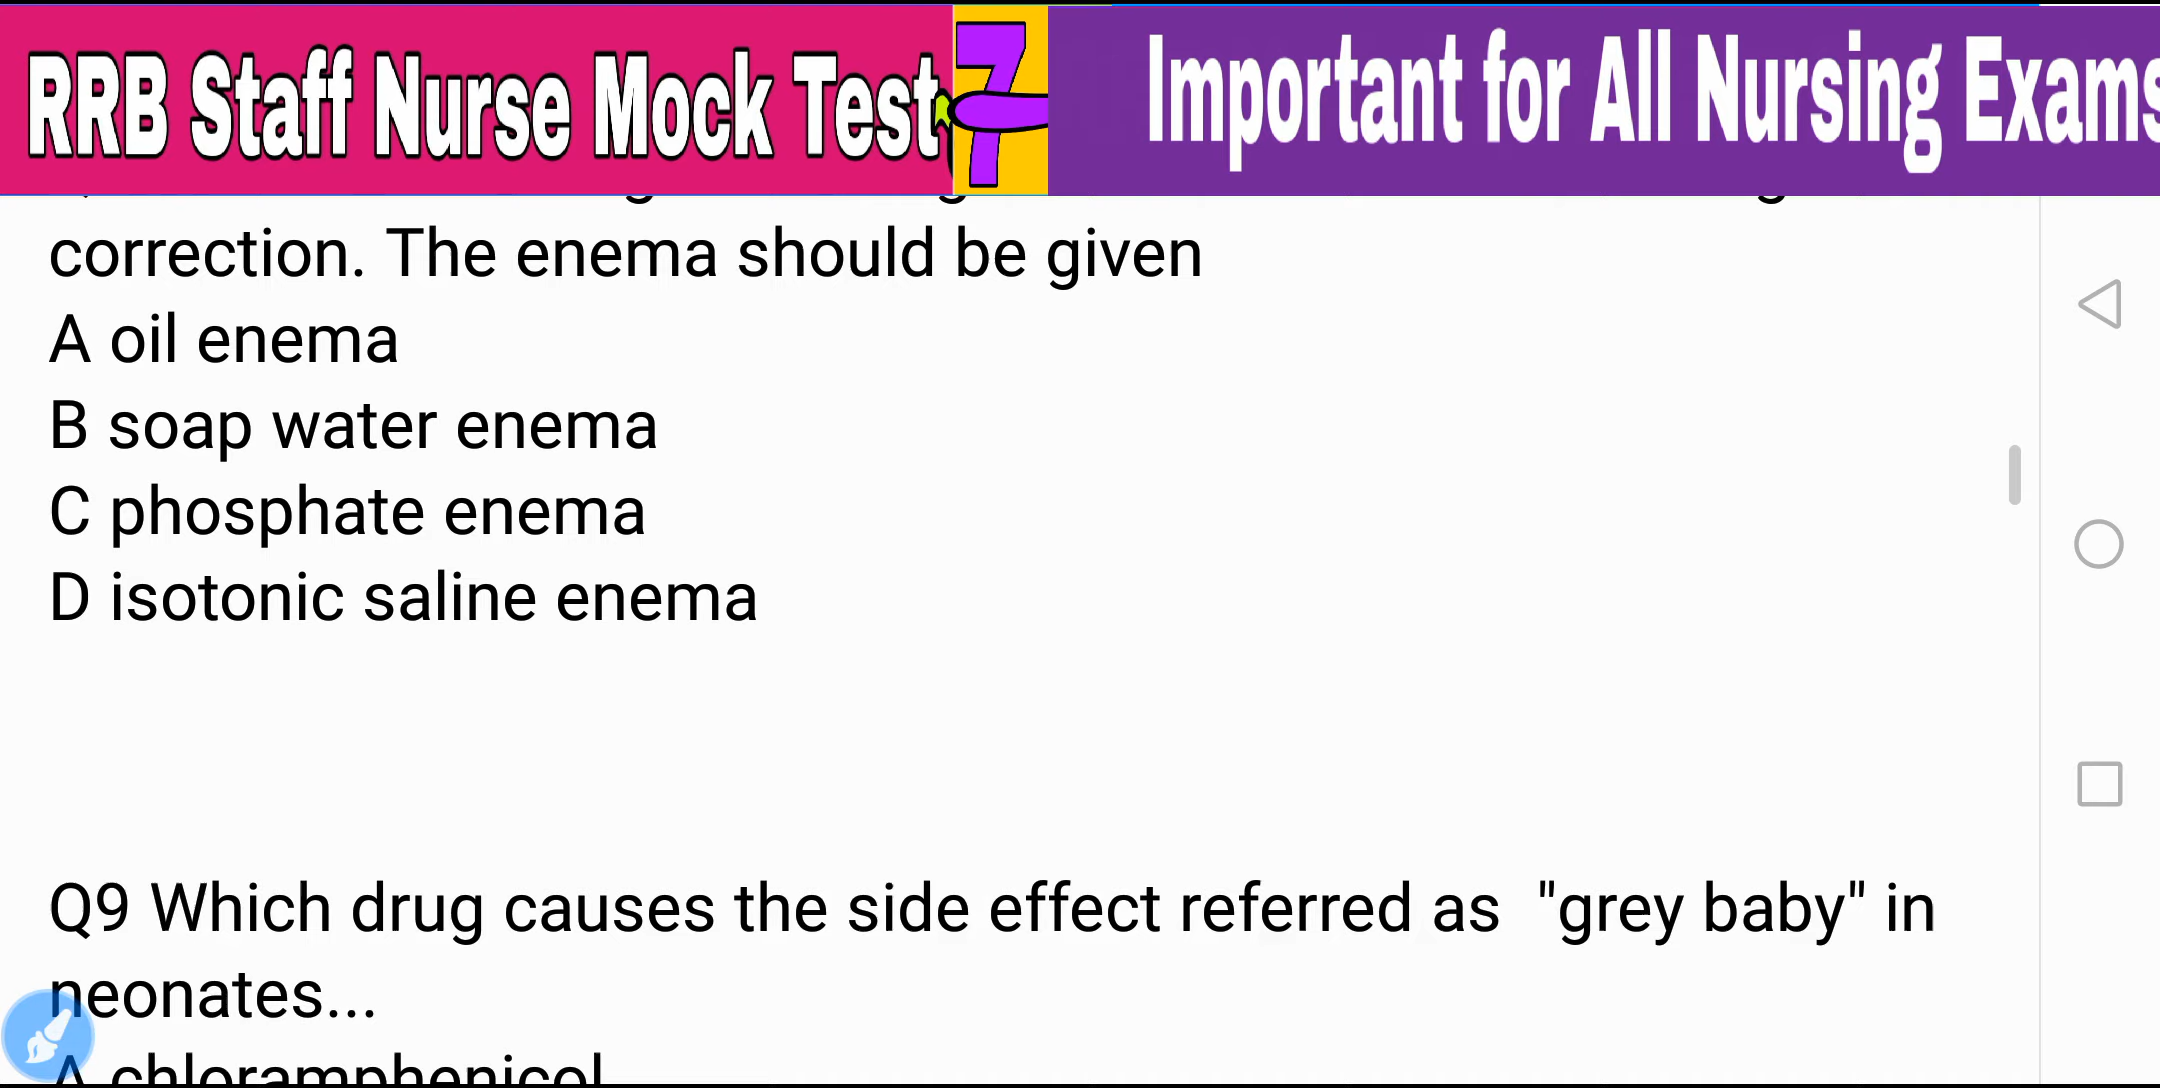 RRB Staff Nurse Mock Test 7 Important for All Nursing Exams
correction. The enema should be given
A oil enema
B soap water enema
C phosphate enema
D isotonic saline enema
Q9 Which drug causes the side effect referred as "grey baby" in
neonates...
A chloramphenicol